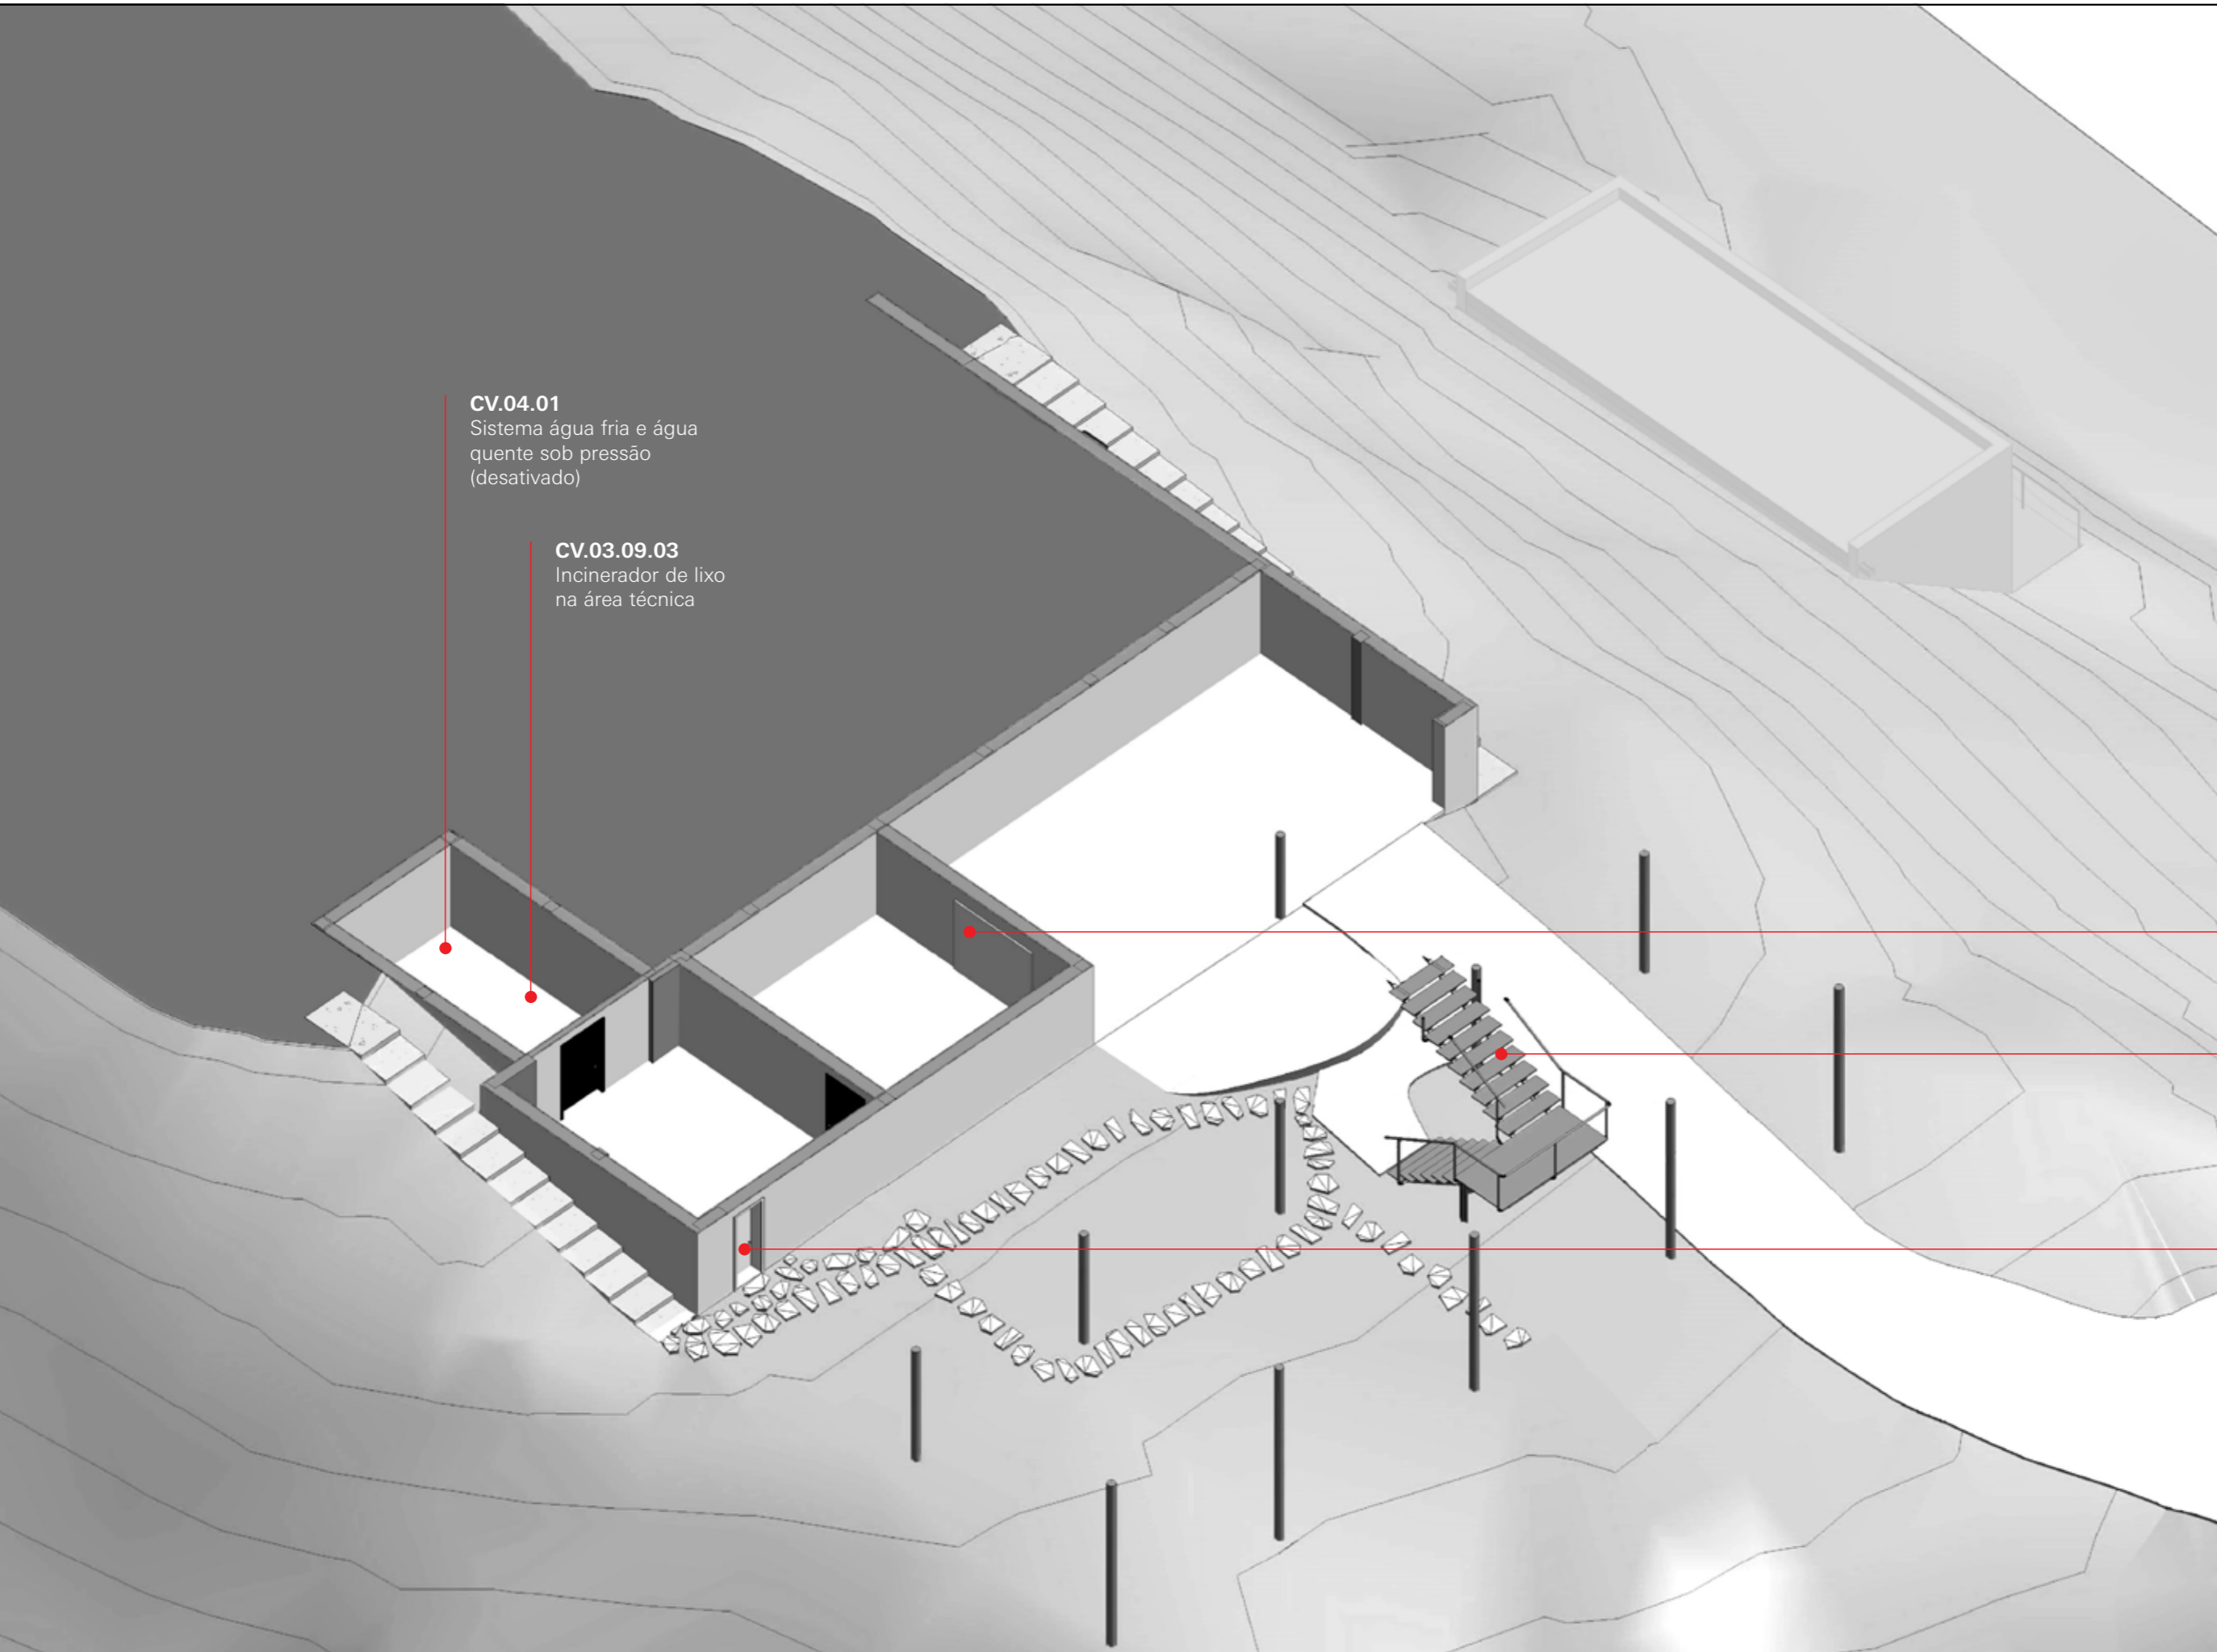 CV.04.01
Sistema água fria e água
quente sob pressão
(desativado)
CV.03.09.03
Incinerador de lixo
na área técnica